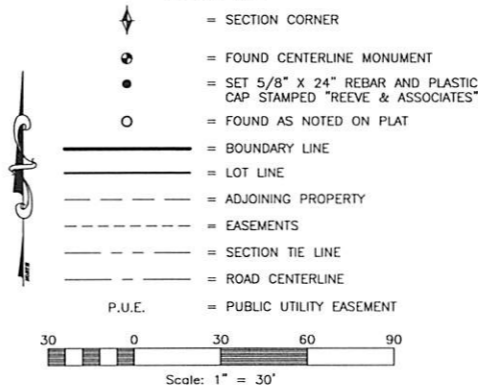 = SECTION CORNER
= FOUND CENTERLINE MONUMENT
= SET 5/8" X 24" REBAR AND PLASTIC
CAP STAMPED "REEVE & ASSOCIATES"
= FOUND AS NOTED ON PLAT
= BOUNDARY LINE
= LOT LINE
= ADJOINING PROPERTY
= EASEMENTS
= SECTION TIE LINE
= ROAD CENTERLINE
P.U.E. = PUBLIC UTILITY EASEMENT
30 0 30 60 90
Scale: 1" = 30'